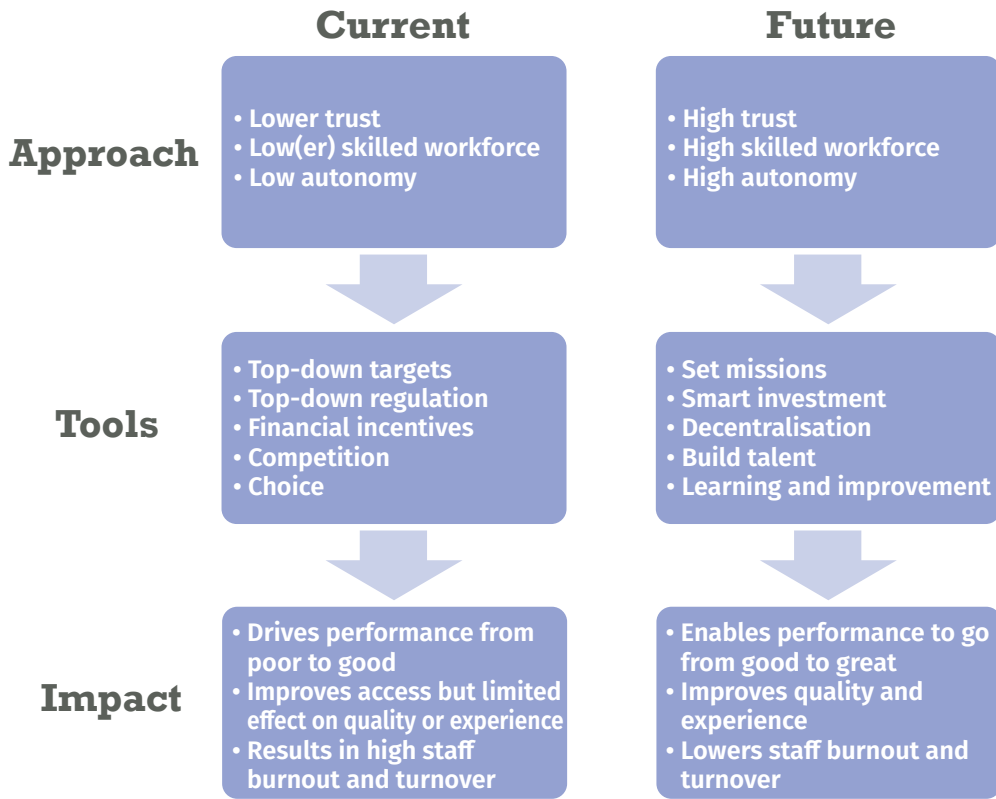 Current
Future
Approach
• Lower trust
• Low(er) skilled workforce
• Low autonomy
• High trust
• High skilled workforce
• High autonomy
Tools
• Top-down targets
• Top-down regulation
• Financial incentives
• Competition
• Choice
• Set missions
• Smart investment
• Decentralisation
• Build talent
• Learning and improvement
Impact
• Drives performance from
poor to good
• Improves access but limited
effect on quality or experience
• Results in high staff
burnout and turnover
• Enables performance to go
from good to great
• Improves quality and
experience
• Lowers staff burnout and
turnover